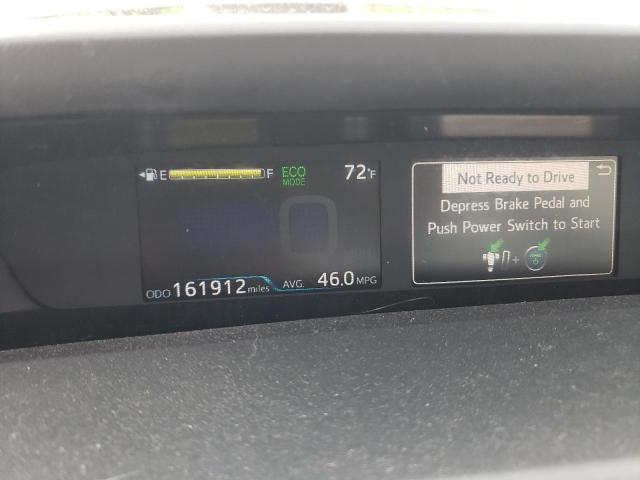 E F ECO MODE 72°F
0
ODO 161912 miles AVG. 46.0 MPG
Not Ready to Drive
Depress Brake Pedal and
Push Power Switch to Start